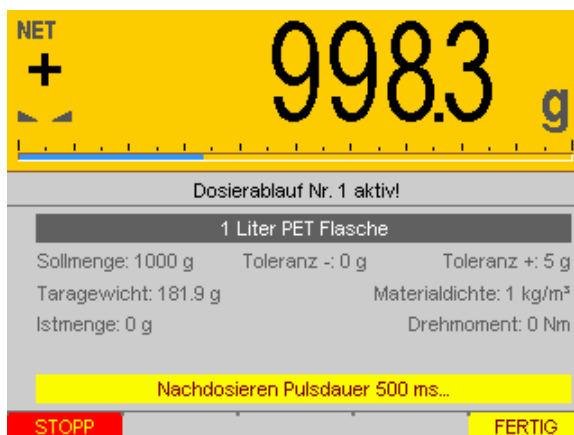 NET
+ 998.3 g
Dosierablauf Nr. 1 aktiv!
1 Liter PET Flasche
Sollmenge: 1000 g Toleranz -: 0 g Toleranz +: 5 g
Taragewicht: 181.9 g Materialdichte: 1 kg/m³
Istmenge: 0 g Drehmoment: 0 Nm
Nachdosieren Pulsdauer 500 ms...
STOPP FERTIG